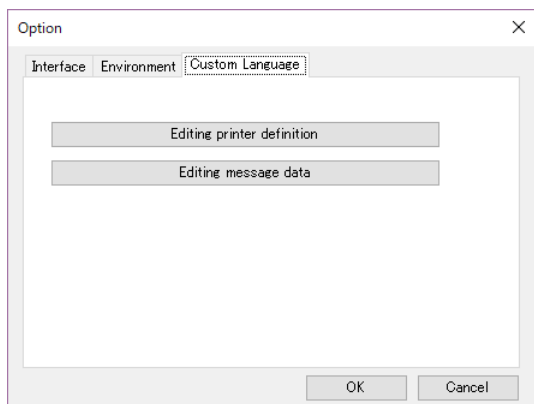 Option
Interface Environment Custom Language
Editing printer definition
Editing message data
OK Cancel